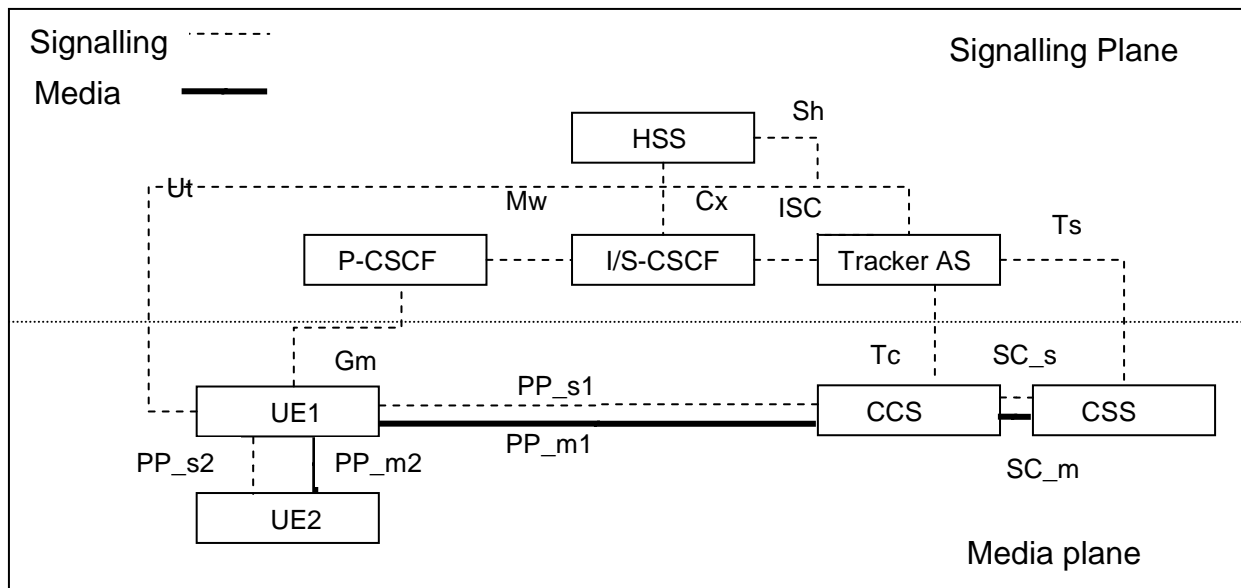 Signalling
Signalling Plane
Media
Sh
HSS
Ut
Mw
Cx
ISC
Ts
P-CSCF
I/S-CSCF
Tracker AS
Gm
Tc
SC_s
PP_s1
UE1
CCS
CSS
PP_m1
PP_s2
PP_m2
SC_m
UE2
Media plane